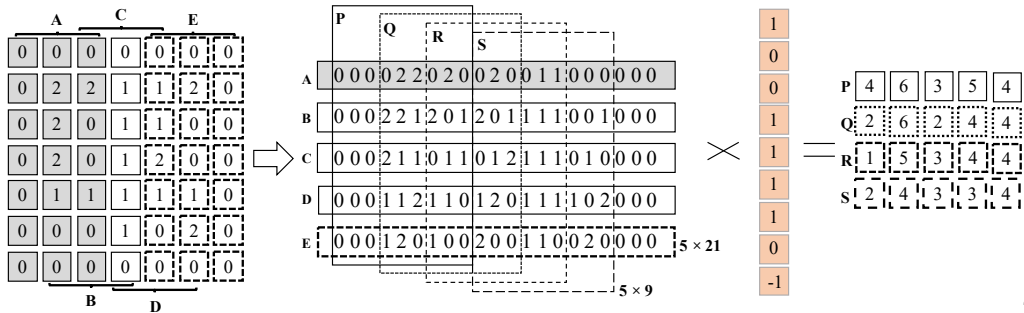 A C E
0 0 0 0 0 0 0
0 2 2 1 1 2 0
0 2 0 1 1 0 0
0 2 0 1 2 0 0
0 1 1 1 1 1 0
0 0 0 1 0 2 0
0 0 0 0 0 0 0
B D
P
Q
R
S
A 0 0 0 0 2 2 0 2 0 0 2 0 0 1 1 0 0 0 0 0 0
B 0 0 0 2 2 1 2 0 1 2 0 1 1 1 1 0 0 1 0 0 0
C 0 0 0 2 1 1 0 1 1 0 1 2 1 1 1 0 1 0 0 0 0
D 0 0 0 1 1 2 1 1 0 1 2 0 1 1 1 1 0 2 0 0 0
E 0 0 0 1 2 0 1 0 0 2 0 0 1 1 0 0 2 0 0 0 0
5 × 21
5 × 9
1
0
0
1
1
1
1
0
-1
P 4 6 3 5 4
Q 2 6 2 4 4
R 1 5 3 4 4
S 2 4 3 3 4